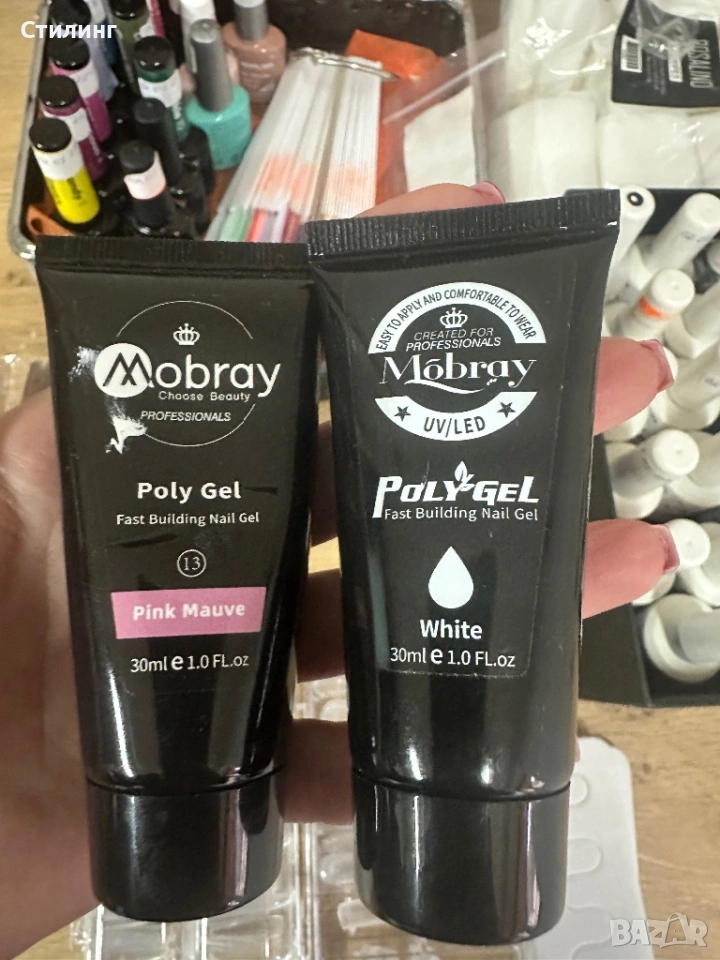 Стилинг
ROSALIND
Mobray
Choose Beauty
PROFESSIONALS
Poly Gel
Fast Building Nail Gel
13
Pink Mauve
30ml e 1.0 FL.oz
EASY TO APPLY AND COMFORTABLE TO WEAR
CREATED FOR
PROFESSIONALS
Mobray
UV/LED
POLYGEL
Fast Building Nail Gel
White
30ml e 1.0 FL.oz
BAZAR